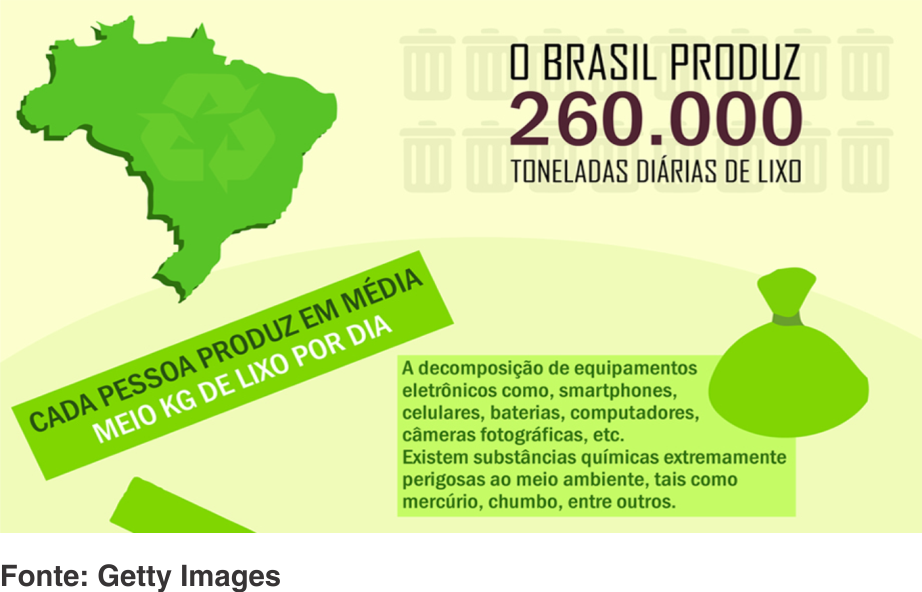 O BRASIL PRODUZ
260.000
TONELADAS DIÁRIAS DE LIXO
CADA PESSOA PRODUZ EM MÉDIA
MEIO KG DE LIXO POR DIA
A decomposição de equipamentos
eletrônicos como, smartphones,
celulares, baterias, computadores,
câmeras fotográficas, etc.
Existem substâncias químicas extremamente
perigosas ao meio ambiente, tais como
mercúrio, chumbo, entre outros.
Fonte: Getty Images